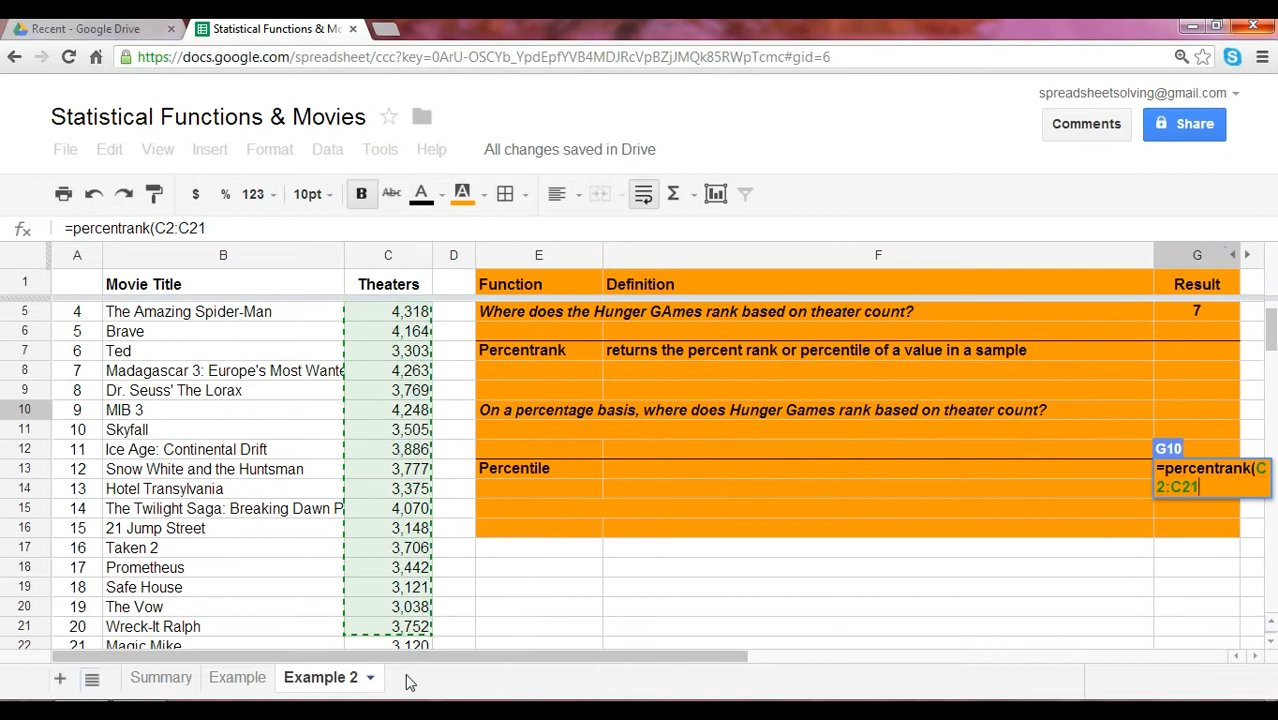 Recent - Google Drive
Statistical Functions & Mo
https://docs.google.com/spreadsheet/ccc?key=0ArU-OSCYb_YpdEpfYVB4MDJRcVpBZjJMQk85RWpTcmc#gid=6
spreadsheetsolving@gmail.com
Statistical Functions & Movies
Comments
Share
File Edit View Insert Format Data Tools Help All changes saved in Drive
$ % 123 10pt B Abc A A Σ
fx =percentrank(C2:C21
A B C D E F G
1 Movie Title Theaters Function Definition Result
5 4 The Amazing Spider-Man 4,318 Where does the Hunger GAmes rank based on theater count? 7
6 5 Brave 4,164
7 6 Ted 3,303 Percentrank returns the percent rank or percentile of a value in a sample
8 7 Madagascar 3: Europe's Most Wante 4,263
9 8 Dr. Seuss' The Lorax 3,769
10 9 MIB 3 4,248 On a percentage basis, where does Hunger Games rank based on theater count?
11 10 Skyfall 3,505
12 11 Ice Age: Continental Drift 3,886 G10
13 12 Snow White and the Huntsman 3,777 Percentile =percentrank(C
14 13 Hotel Transylvania 3,375 2:C21
15 14 The Twilight Saga: Breaking Dawn P 4,070
16 15 21 Jump Street 3,148
17 16 Taken 2 3,706
18 17 Prometheus 3,442
19 18 Safe House 3,121
20 19 The Vow 3,038
21 20 Wreck-It Ralph 3,752
22 21 Magic Mike 3,120
Summary Example Example 2